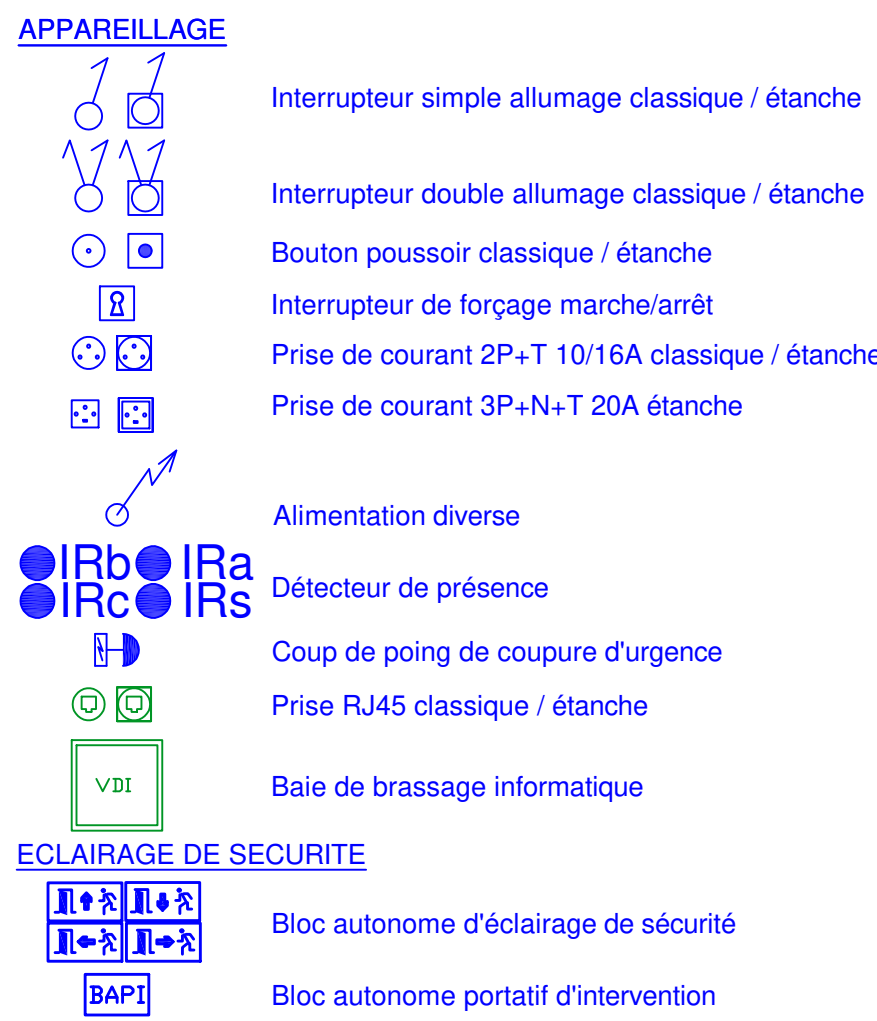 APPAREILLAGE
Interrupteur simple allumage classique / étanche
Interrupteur double allumage classique / étanche
Bouton poussoir classique / étanche
Interrupteur de forçage marche/arrêt
Prise de courant 2P+T 10/16A classique / étanche
Prise de courant 3P+N+T 20A étanche
Alimentation diverse
IRb IRa
IRc IRs
Détecteur de présence
Coup de poing de coupure d'urgence
Prise RJ45 classique / étanche
VDI
Baie de brassage informatique
ECLAIRAGE DE SECURITE
Bloc autonome d'éclairage de sécurité
BAPI
Bloc autonome portatif d'intervention